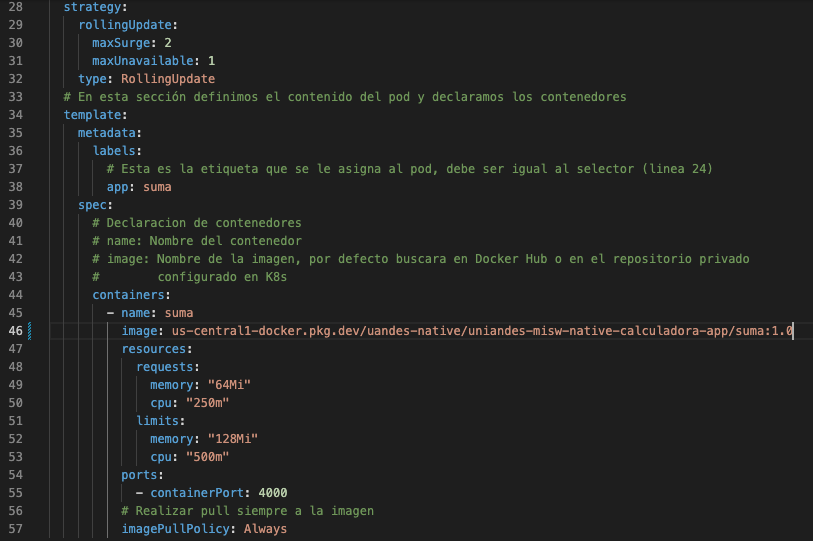 28 strategy:
29 rollingUpdate:
30 maxSurge: 2
31 maxUnavailable: 1
32 type: RollingUpdate
33 # En esta sección definimos el contenido del pod y declaramos los contenedores
34 template:
35 metadata:
36 labels:
37 # Esta es la etiqueta que se le asigna al pod, debe ser igual al selector (linea 24)
38 app: suma
39 spec:
40 # Declaracion de contenedores
41 # name: Nombre del contenedor
42 # image: Nombre de la imagen, por defecto buscara en Docker Hub o en el repositorio privado
43 # configurado en K8s
44 containers:
45 - name: suma
46 image: us-central1-docker.pkg.dev/uandes-native/uniandes-misw-native-calculadora-app/suma:1.0
47 resources:
48 requests:
49 memory: "64Mi"
50 cpu: "250m"
51 limits:
52 memory: "128Mi"
53 cpu: "500m"
54 ports:
55 - containerPort: 4000
56 # Realizar pull siempre a la imagen
57 imagePullPolicy: Always